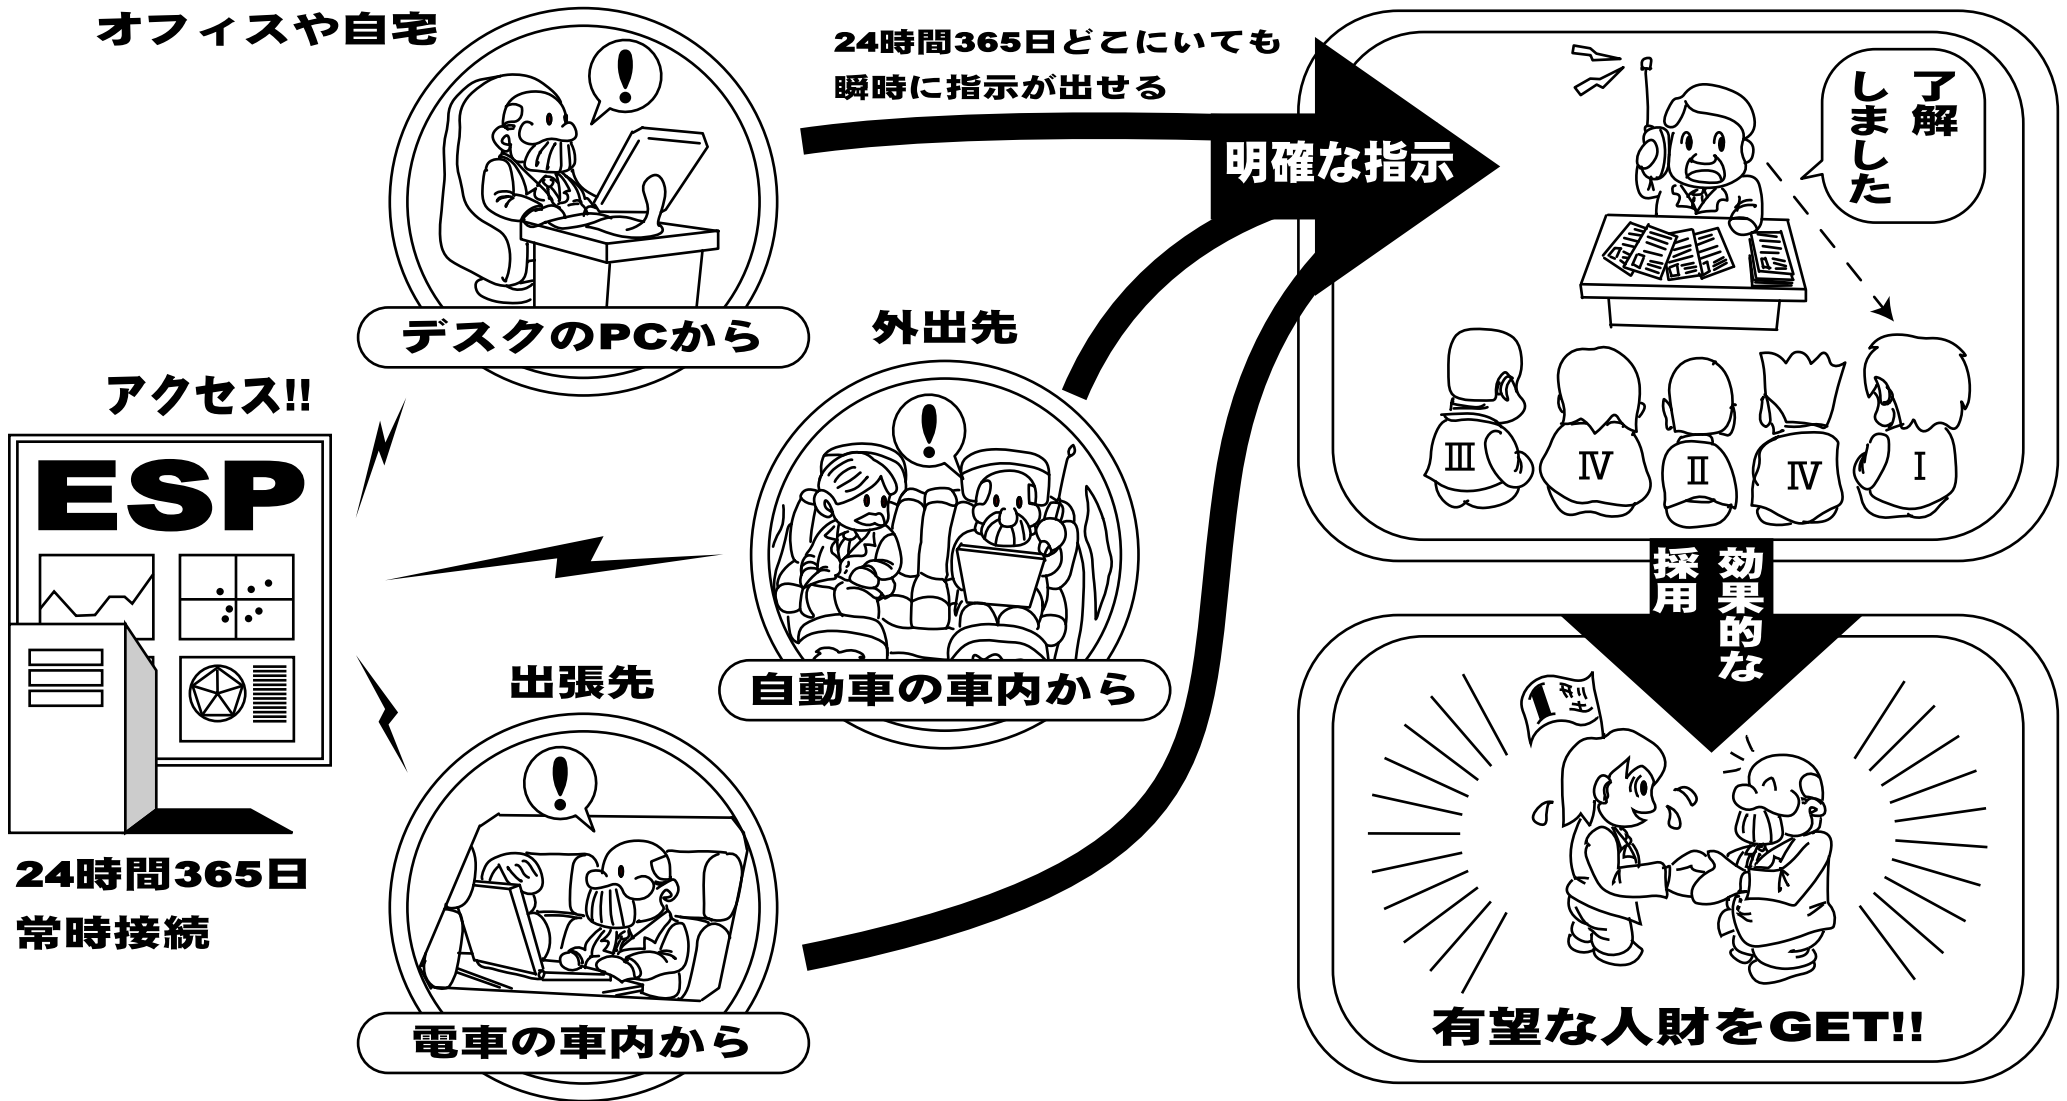 オフィスや自宅
！
デスクのPCから
24時間365日どこにいても
瞬時に指示が出せる
明確な指示
了解
しました
外出先
！
自動車の車内から
アクセス!!
ESP
24時間365日
常時接続
出張先
！
電車の車内から
III
IV
II
IV
I
効果的な
採用
有望な人財をGET!!